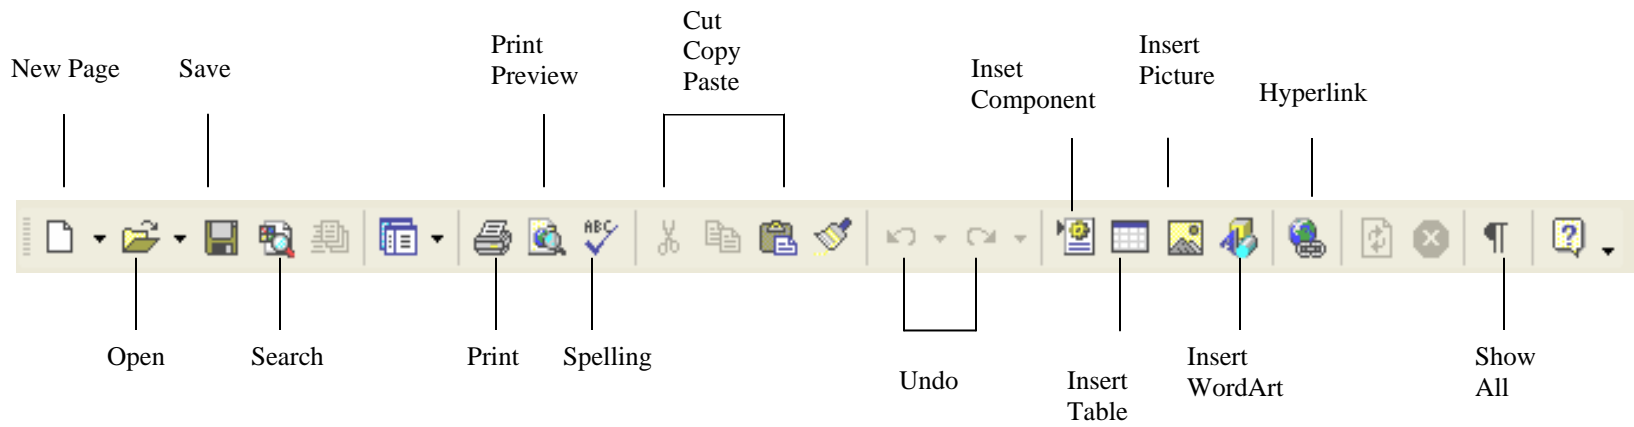 New Page
Save
Print
Preview
Cut
Copy
Paste
Inset
Component
Insert
Picture
Hyperlink
ABC
?
Open
Search
Print
Spelling
Undo
Insert
Table
Insert
WordArt
Show
All